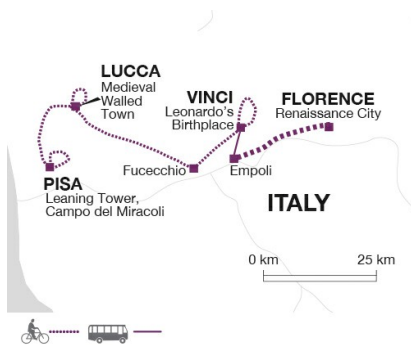 LUCCA
Medieval
Walled
Town
VINCI
Leonardo's
Birthplace
FLORENCE
Renaissance City
Fucecchio
Empoli
PISA
Leaning Tower,
Campo del Miracoli
ITALY
0 km 25 km